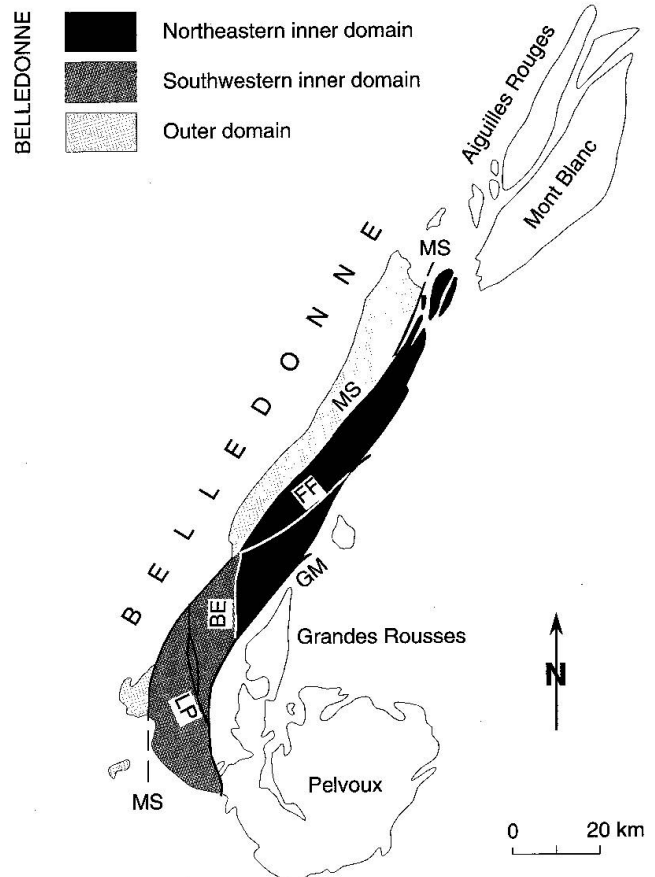 BELLEDONNE
Northeastern inner domain
Southwestern inner domain
Outer domain
Aiguilles Rouges
Mont Blanc
BELLEDONNE
MS
MS
FF
GM
BE
Grandes Rousses
LP
N
Pelvoux
MS
0 20 km